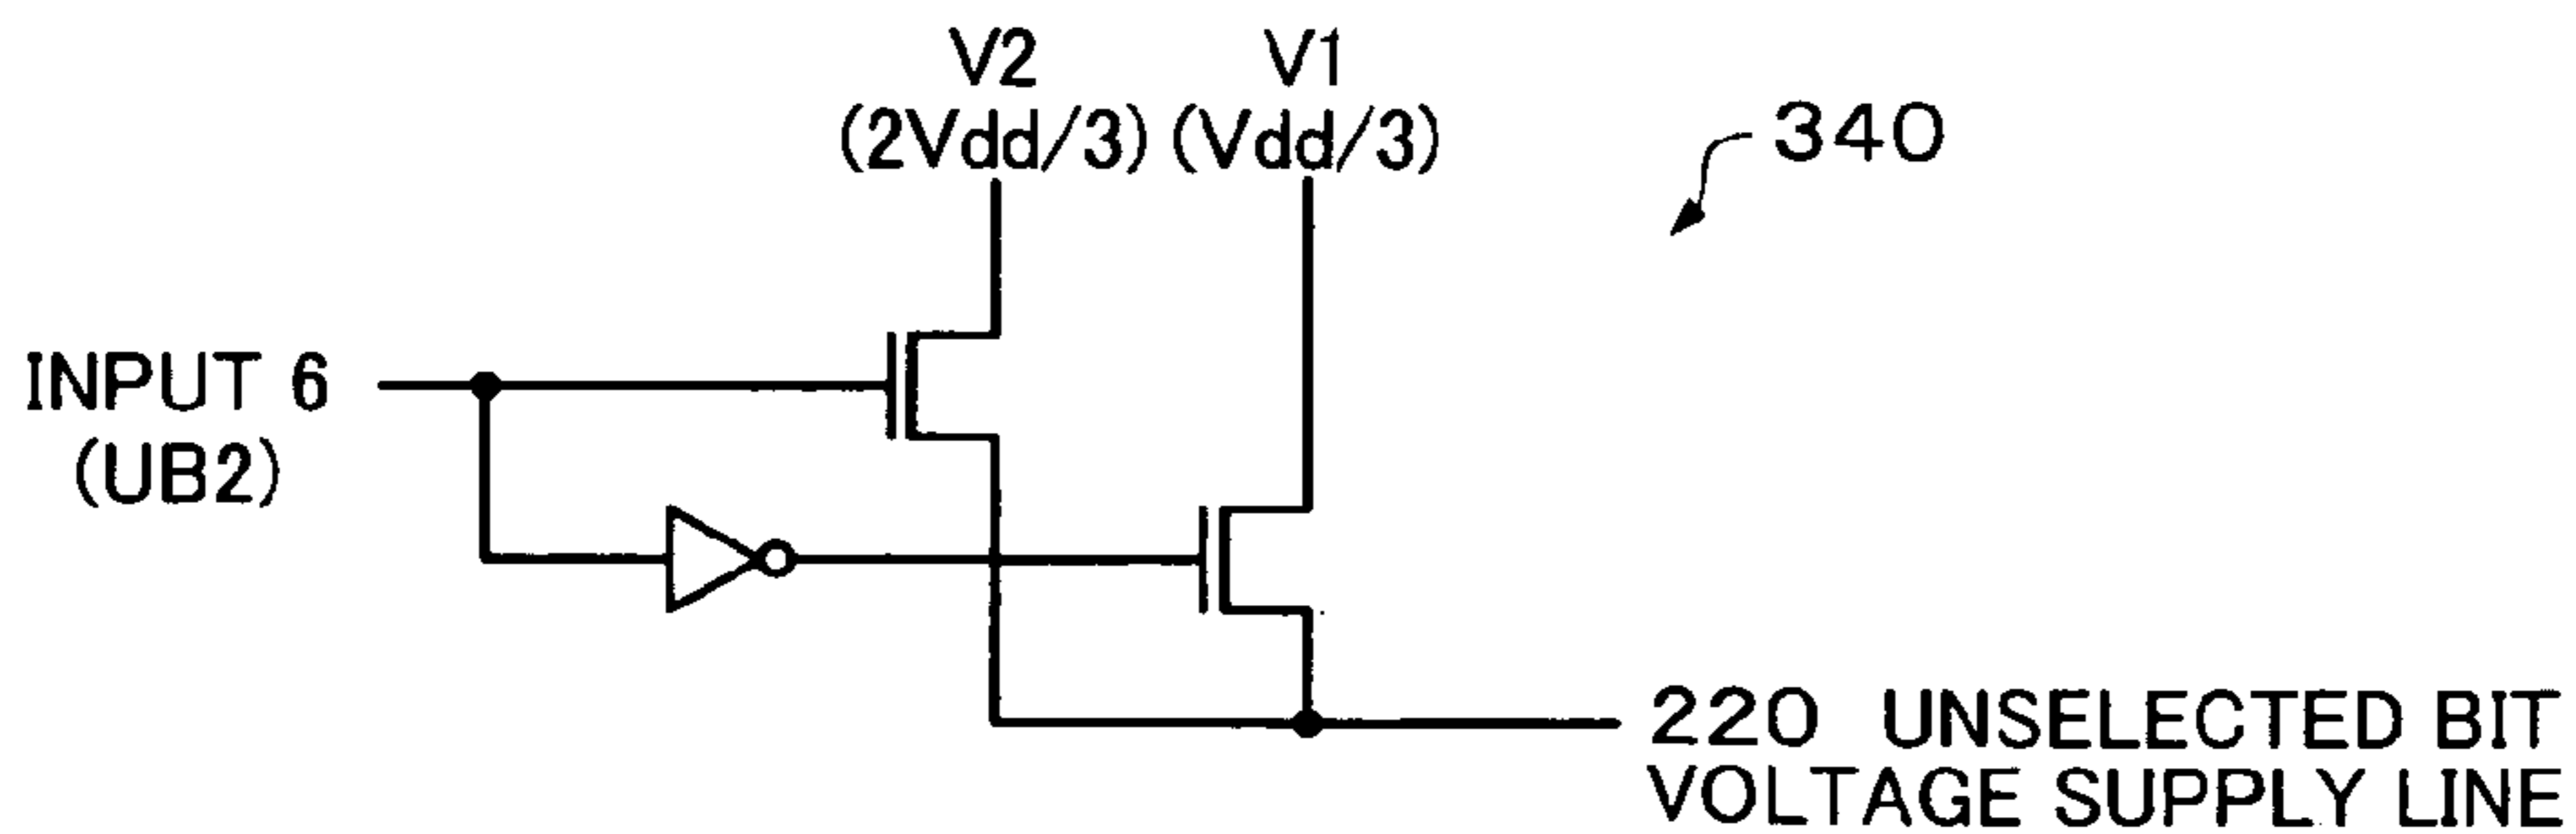 V2 V1
(2Vdd/3) (Vdd/3)
340
INPUT 6
(UB2)
220 UNSELECTED BIT
VOLTAGE SUPPLY LINE